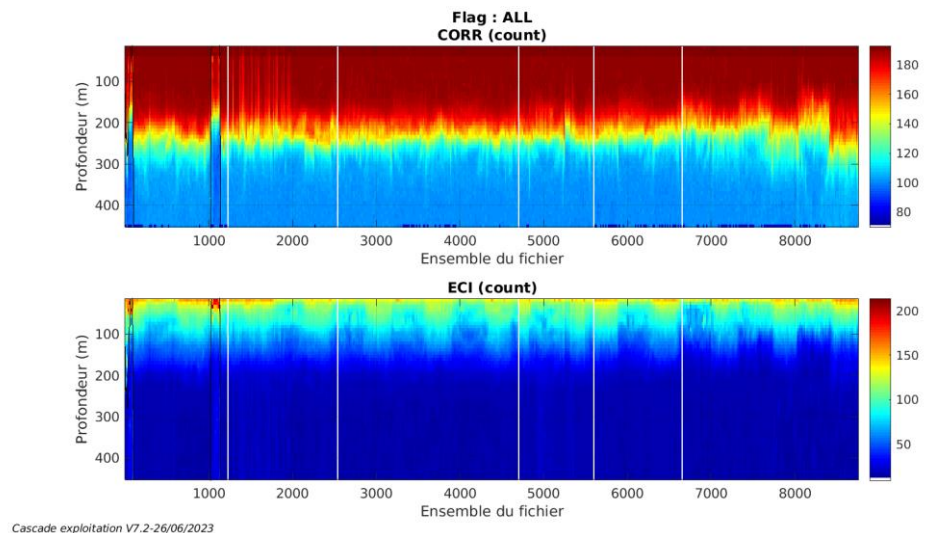 Flag : ALL
CORR (count)
Profondeur (m)
100
200
300
400
1000 2000 3000 4000 5000 6000 7000 8000
Ensemble du fichier
180
160
140
120
100
80
ECI (count)
Profondeur (m)
100
200
300
400
1000 2000 3000 4000 5000 6000 7000 8000
Ensemble du fichier
200
150
100
50
Cascade exploitation V7.2-26/06/2023